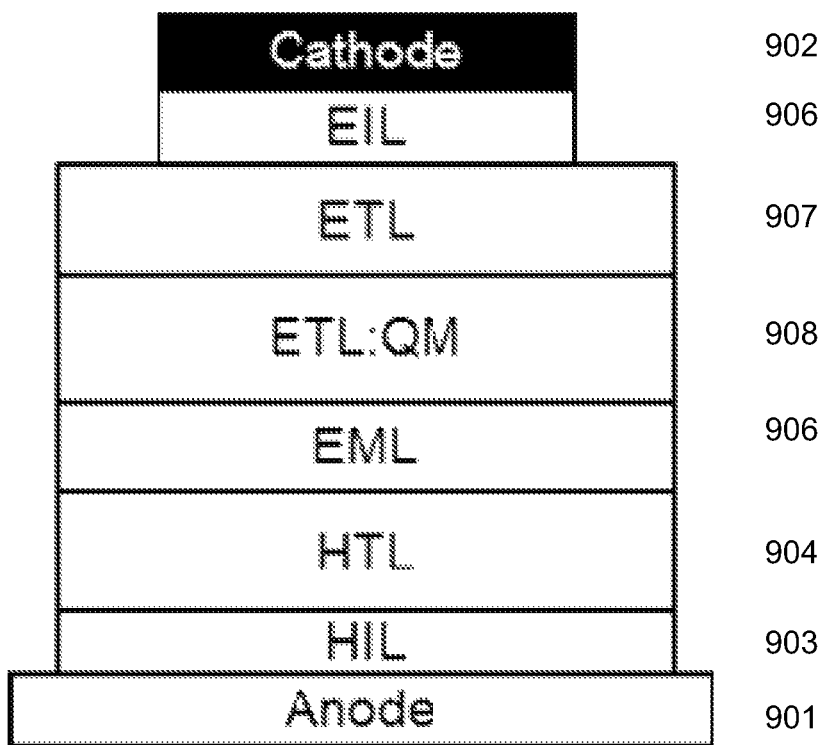 Cathode 902
EIL 906
ETL 907
ETL:QM 908
EML 906
HTL 904
HIL 903
Anode 901